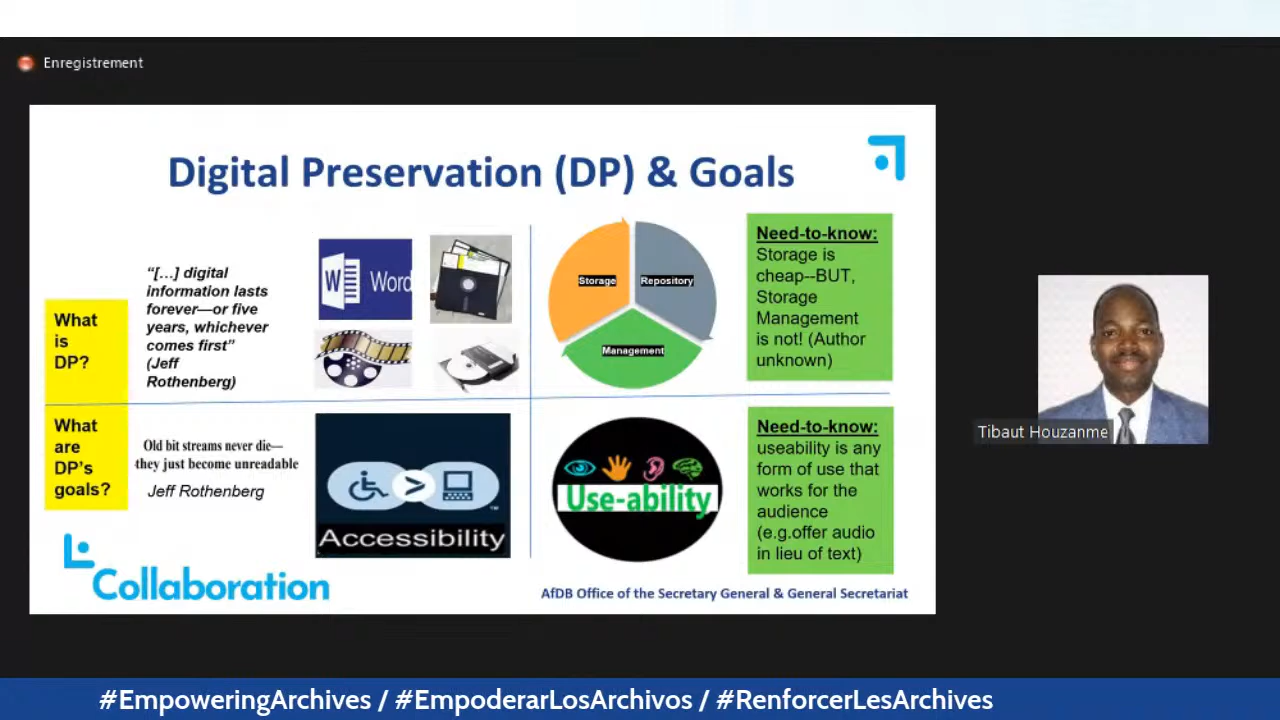 Enregistrement
Digital Preservation (DP) & Goals
What
is
DP?
“[…] digital
information lasts
forever—or five
years, whichever
comes first”
(Jeff
Rothenberg)
W
Word
Storage
Repository
Management
Need-to-know:
Storage is
cheap--BUT,
Storage
Management
is not! (Author
unknown)
What
are
DP’s
goals?
Old bit streams never die—
they just become unreadable
Jeff Rothenberg
>
TM
Accessibility
Use-ability
Need-to-know:
useability is any
form of use that
works for the
audience
(e.g.offer audio
in lieu of text)
Collaboration
AfDB Office of the Secretary General & General Secretariat
Tibaut Houzanme
#EmpoweringArchives / #EmpoderarLosArchivos / #RenforcerLesArchives